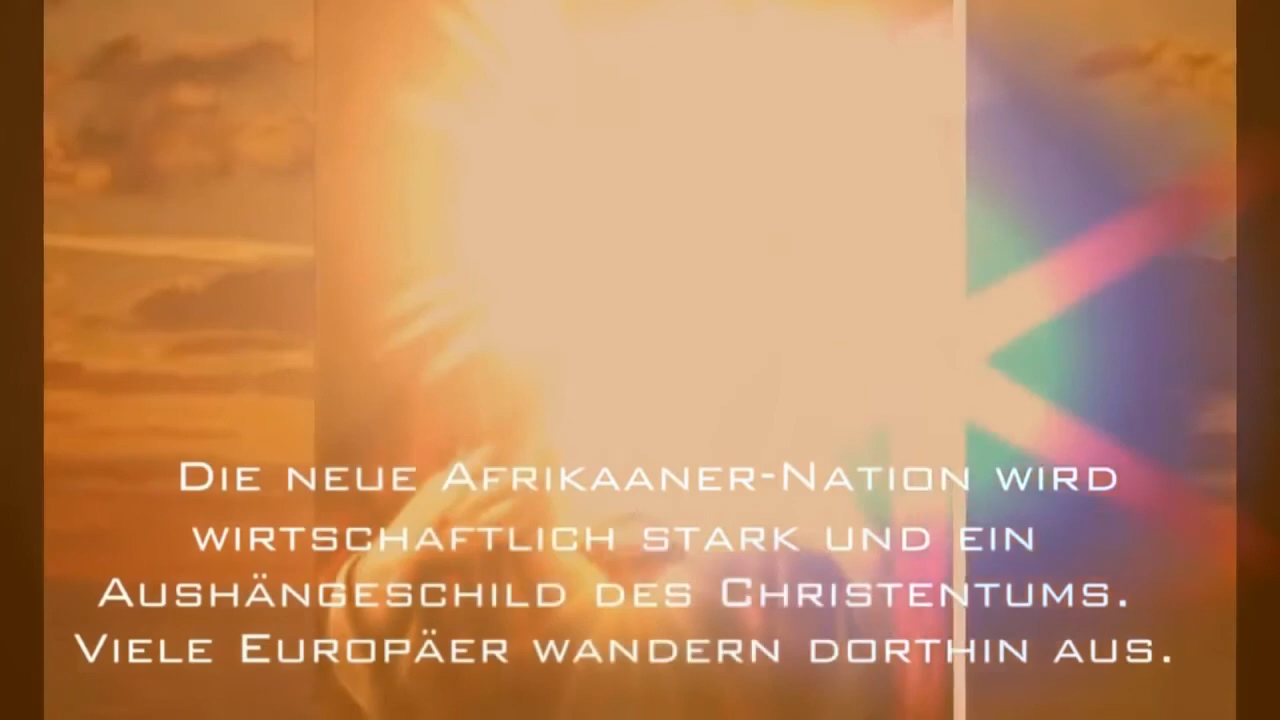 Die neue Afrikaaner-Nation wird
wirtschaftlich stark und ein
Aushängeschild des Christentums.
Viele Europäer wandern dorthin aus.